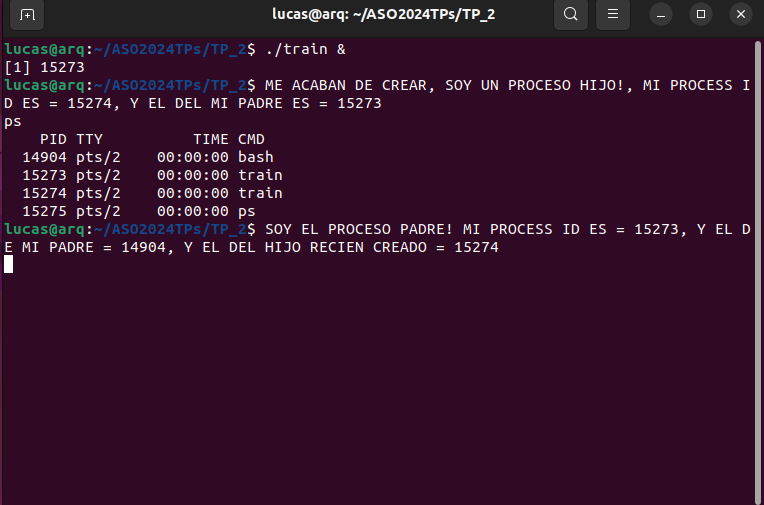 lucas@arq: ~/ASO2024TPs/TP_2
lucas@arq:~/ASO2024TPs/TP_2$ ./train &
[1] 15273
lucas@arq:~/ASO2024TPs/TP_2$ ME ACABAN DE CREAR, SOY UN PROCESO HIJO!, MI PROCESS I
D ES = 15274, Y EL DEL MI PADRE ES = 15273
ps
    PID TTY          TIME CMD
  14904 pts/2    00:00:00 bash
  15273 pts/2    00:00:00 train
  15274 pts/2    00:00:00 train
  15275 pts/2    00:00:00 ps
lucas@arq:~/ASO2024TPs/TP_2$ SOY EL PROCESO PADRE! MI PROCESS ID ES = 15273, Y EL D
E MI PADRE = 14904, Y EL DEL HIJO RECIEN CREADO = 15274